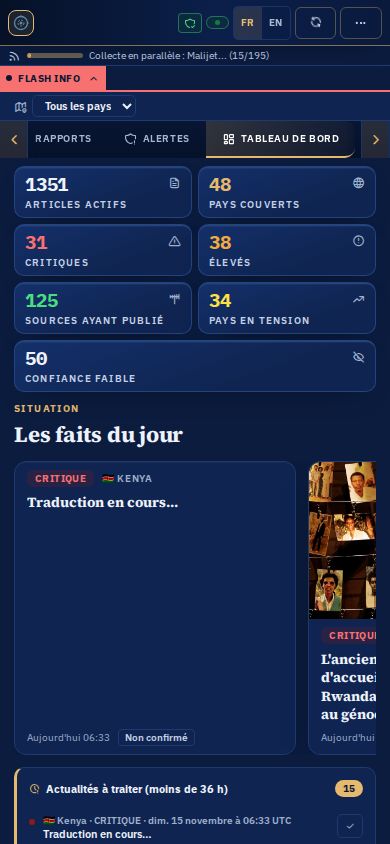 FR
EN
Collecte en parallèle : Malijet... (15/195)
FLASH INFO
Tous les pays
RAPPORTS
ALERTES
TABLEAU DE BORD
1351
ARTICLES ACTIFS
48
PAYS COUVERTS
31
CRITIQUES
38
ÉLEVÉS
125
SOURCES AYANT PUBLIÉ
34
PAYS EN TENSION
50
CONFIANCE FAIBLE
SITUATION
Les faits du jour
CRITIQUE
KENYA
Traduction en cours...
Aujourd'hui 06:33
Non confirmé
CRITIQU
L'ancien
d'accuei
Rwanda
au géno
Aujourd'hui
Actualités à traiter (moins de 36 h)
15
Kenya · CRITIQUE · dim. 15 novembre à 06:33 UTC
Traduction en cours...